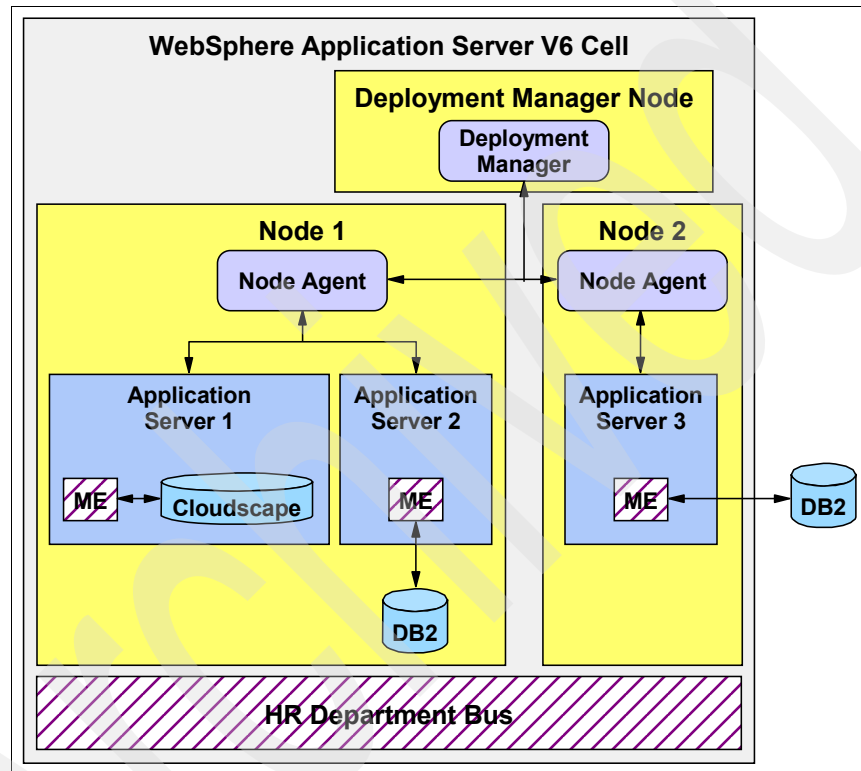 WebSphere Application Server V6 Cell
Deployment Manager Node
Deployment
Manager
Node 1
Node 2
Node Agent
Node Agent
Application
Server 1
Application
Server 2
Application
Server 3
ME
Cloudscape
ME
ME
DB2
DB2
HR Department Bus
Archived